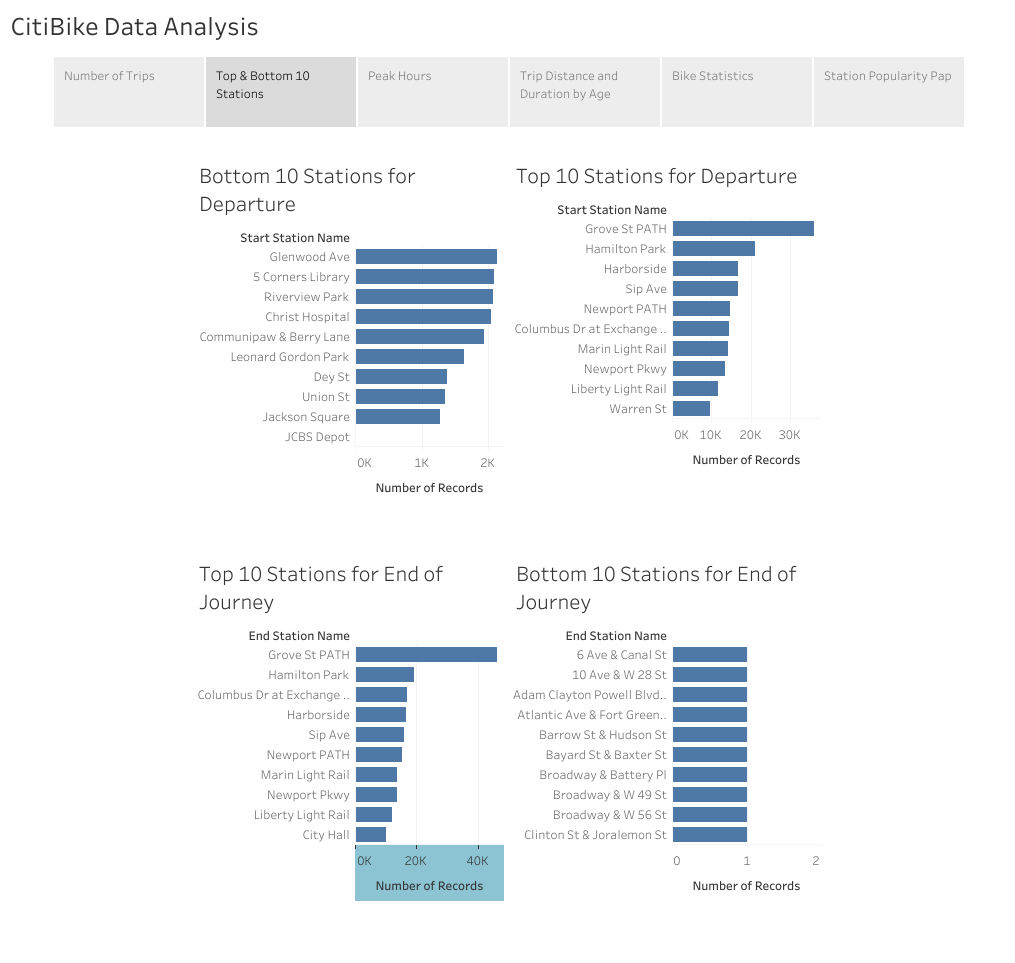 CitiBike Data Analysis
Number of Trips
Top & Bottom 10
Stations
Peak Hours
Trip Distance and
Duration by Age
Bike Statistics
Station Popularity Pap
Bottom 10 Stations for
Departure
Start Station Name
Glenwood Ave
5 Corners Library
Riverview Park
Christ Hospital
Communipaw & Berry Lane
Leonard Gordon Park
Dey St
Union St
Jackson Square
JCBS Depot
0K 1K 2K
Number of Records
Top 10 Stations for Departure
Start Station Name
Grove St PATH
Hamilton Park
Harborside
Sip Ave
Newport PATH
Columbus Dr at Exchange ..
Marin Light Rail
Newport Pkwy
Liberty Light Rail
Warren St
0K 10K 20K 30K
Number of Records
Top 10 Stations for End of
Journey
End Station Name
Grove St PATH
Hamilton Park
Columbus Dr at Exchange ..
Harborside
Sip Ave
Newport PATH
Marin Light Rail
Newport Pkwy
Liberty Light Rail
City Hall
0K 20K 40K
Number of Records
Bottom 10 Stations for End of
Journey
End Station Name
6 Ave & Canal St
10 Ave & W 28 St
Adam Clayton Powell Blvd..
Atlantic Ave & Fort Green..
Barrow St & Hudson St
Bayard St & Baxter St
Broadway & Battery Pl
Broadway & W 49 St
Broadway & W 56 St
Clinton St & Joralemon St
0 1 2
Number of Records